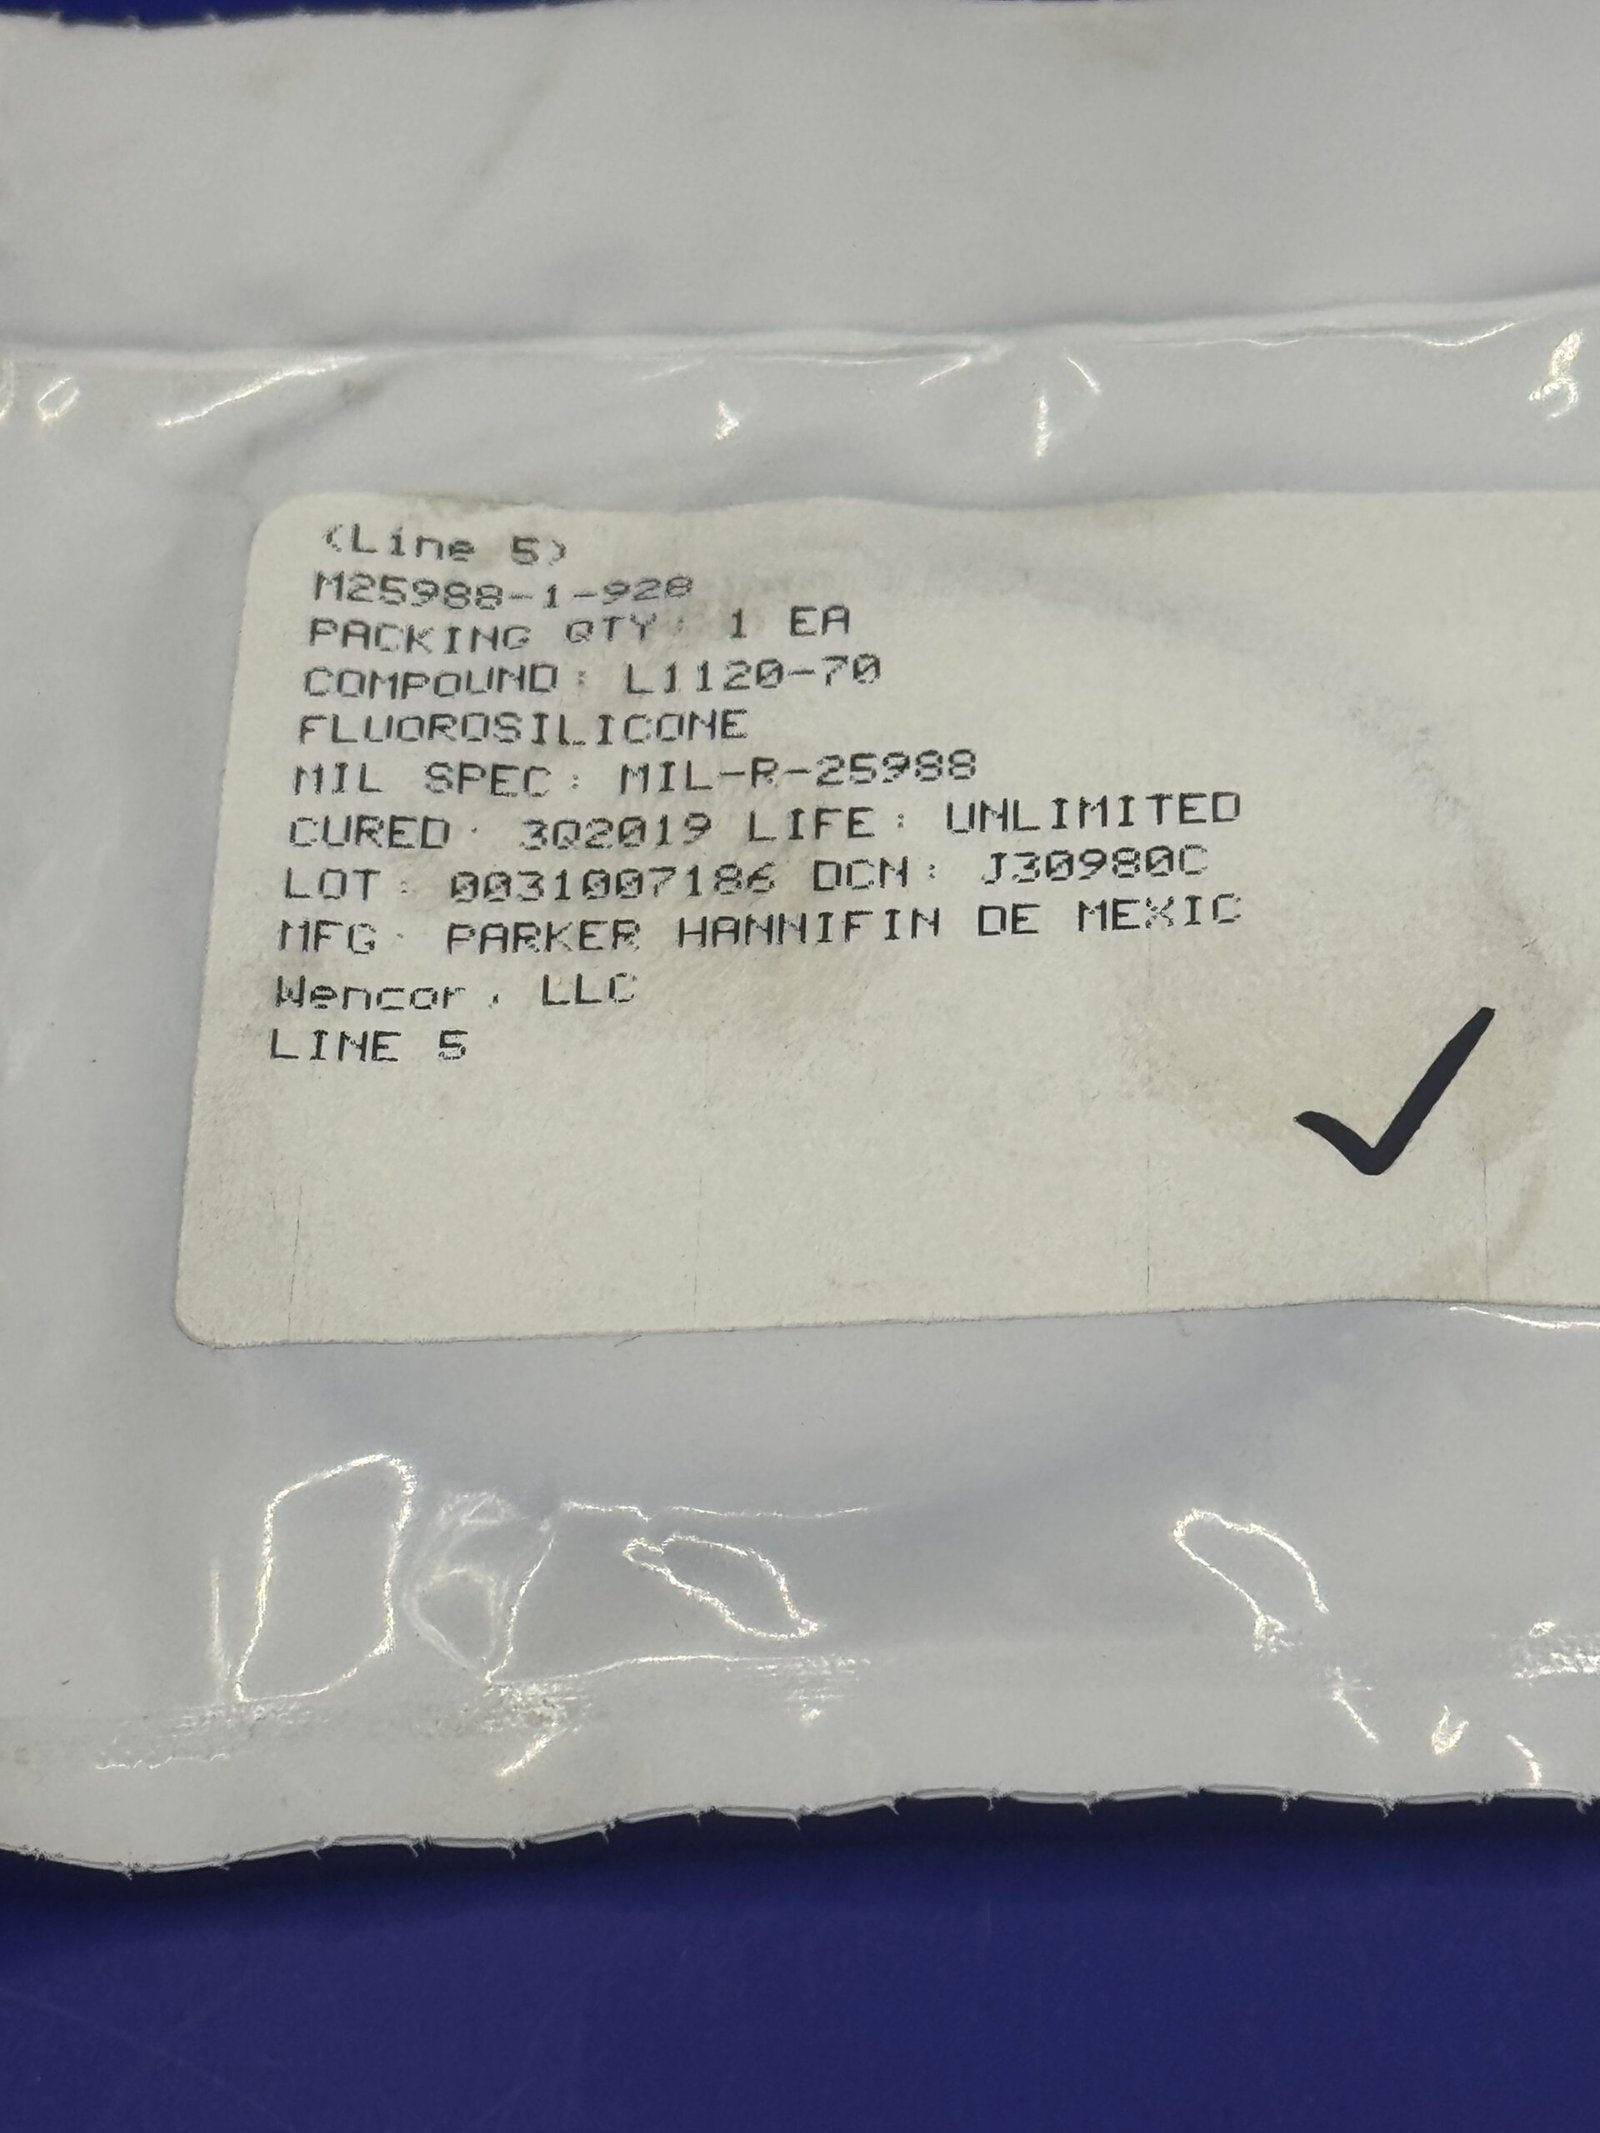 (Line 5)
M25988-1-928
PACKING QTY: 1 EA
COMPOUND: L1120-70
FLUOROSILICONE
MIL SPEC: MIL-R-25988
CURED: 3Q2019 LIFE: UNLIMITED
LOT: 0031007186 DCN: J30980C
MFG: PARKER HANNIFIN DE MEXIC
Wencor, LLC
LINE 5